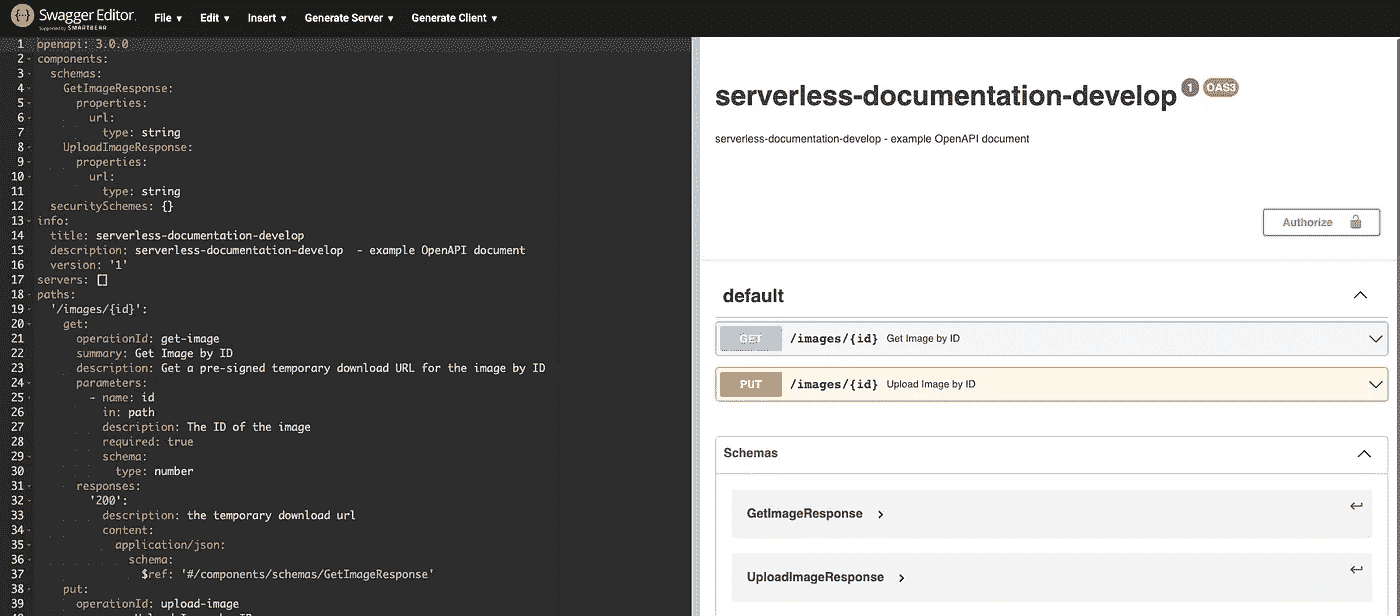 Swagger Editor.
Supported by SMARTBEAR
File ▾ Edit ▾ Insert ▾ Generate Server ▾ Generate Client ▾
1 openapi: 3.0.0
2 components:
3 schemas:
4 GetImageResponse:
5 properties:
6 url:
7 type: string
8 UploadImageResponse:
9 properties:
10 url:
11 type: string
12 securitySchemes: {}
13 info:
14 title: serverless-documentation-develop
15 description: serverless-documentation-develop - example OpenAPI document
16 version: '1'
17 servers: []
18 paths:
19 '/images/{id}':
20 get:
21 operationId: get-image
22 summary: Get Image by ID
23 description: Get a pre-signed temporary download URL for the image by ID
24 parameters:
25 - name: id
26 in: path
27 description: The ID of the image
28 required: true
29 schema:
30 type: number
31 responses:
32 '200':
33 description: the temporary download url
34 content:
35 application/json:
36 schema:
37 $ref: '#/components/schemas/GetImageResponse'
38 put:
39 operationId: upload-image
serverless-documentation-develop 1 OAS3
serverless-documentation-develop - example OpenAPI document
Authorize
default
GET /images/{id} Get Image by ID
PUT /images/{id} Upload Image by ID
Schemas
GetImageResponse
UploadImageResponse